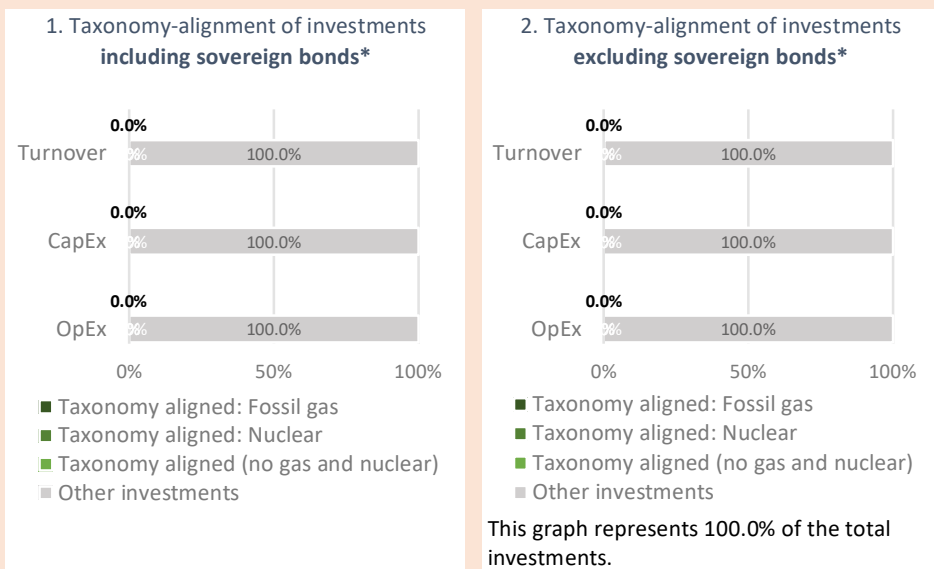 1. Taxonomy-alignment of investments
including sovereign bonds*
0.0%
Turnover
100.0%
0.0%
CapEx
100.0%
0.0%
OpEx
100.0%
0% 50% 100%
Taxonomy aligned: Fossil gas
Taxonomy aligned: Nuclear
Taxonomy aligned (no gas and nuclear)
Other investments
2. Taxonomy-alignment of investments
excluding sovereign bonds*
0.0%
Turnover
100.0%
0.0%
CapEx
100.0%
0.0%
OpEx
100.0%
0% 50% 100%
Taxonomy aligned: Fossil gas
Taxonomy aligned: Nuclear
Taxonomy aligned (no gas and nuclear)
Other investments
This graph represents 100.0% of the total
investments.